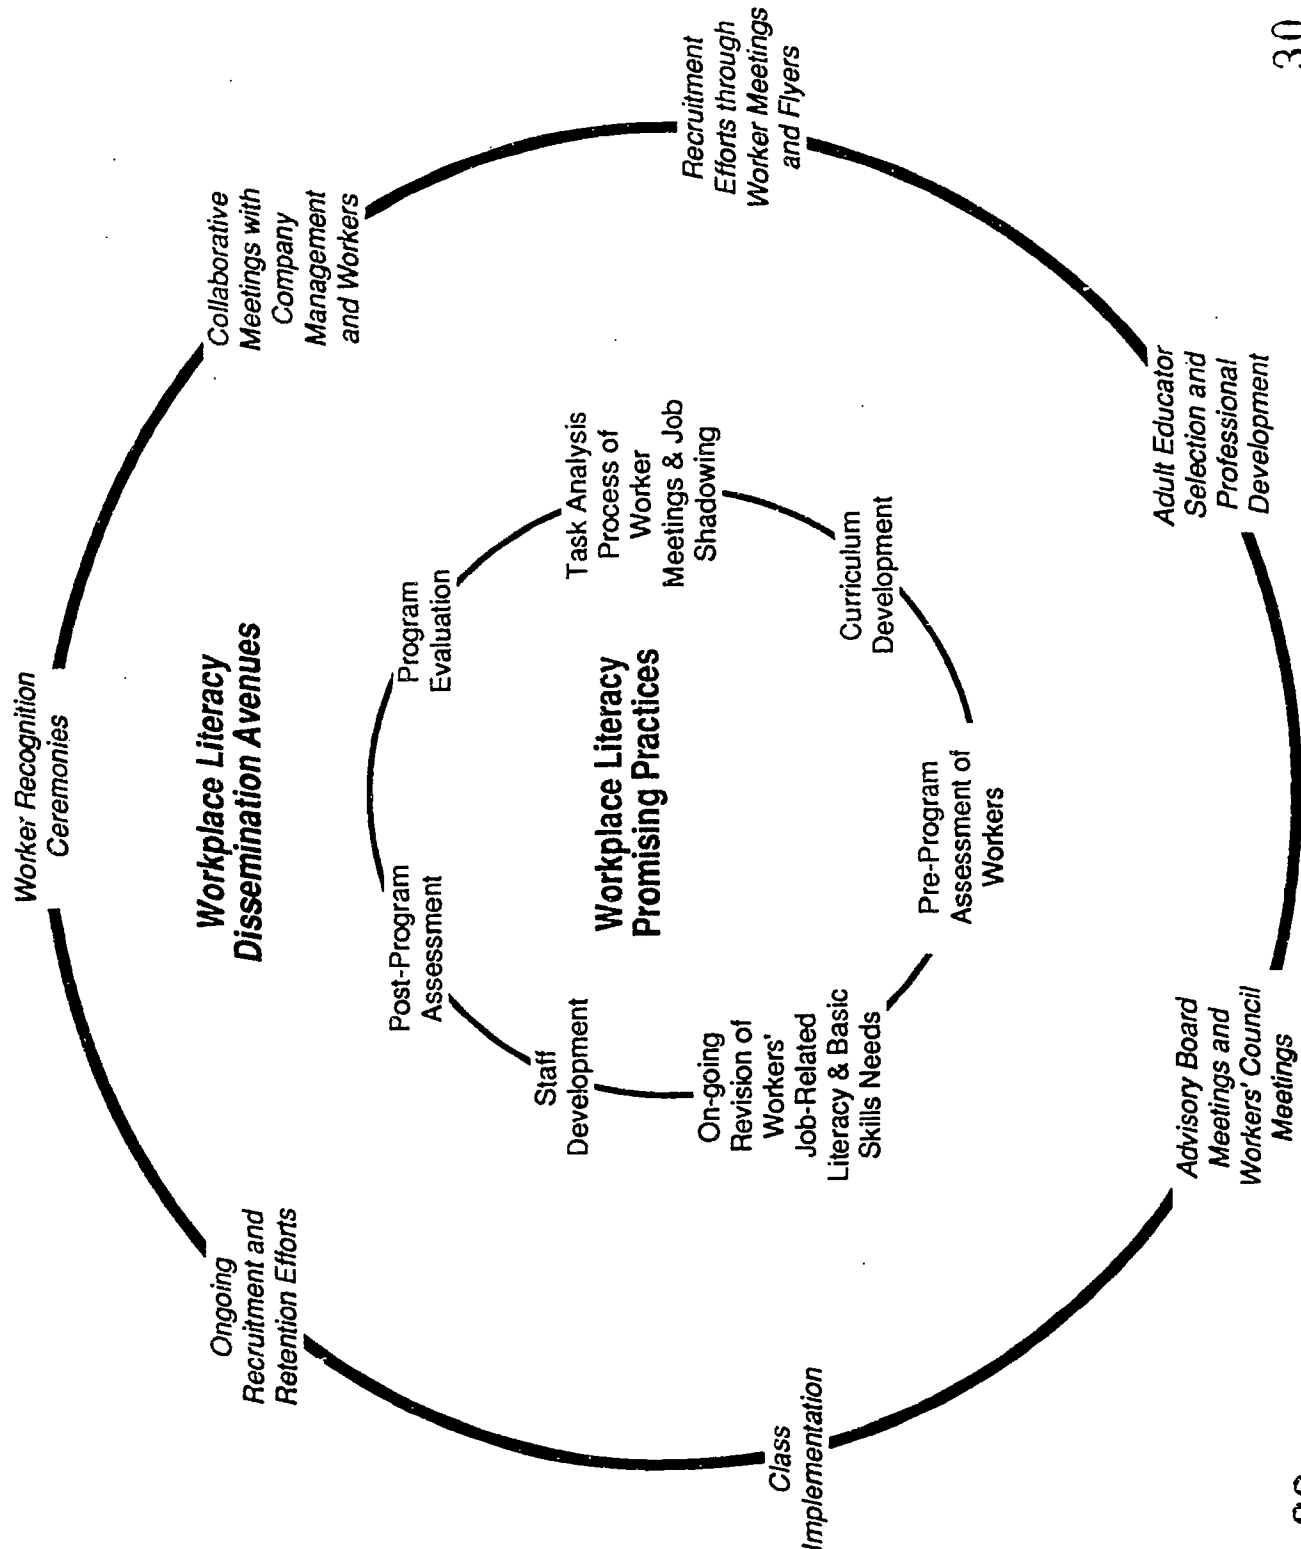 Worker Recognition
Ceremonies
Workplace Literacy
Dissemination Avenues
Collaborative
Meetings with
Company
Management
and Workers
Recruitment
Efforts through
Worker Meetings
and Flyers
Adult Educator
Selection and
Professional
Development
Advisory Board
Meetings and
Workers' Council
Meetings
Class
Implementation
Ongoing
Recruitment and
Retention Efforts
Program
Evaluation
Task Analysis
Process of
Worker
Meetings & Job
Shadowing
Curriculum
Development
Pre-Program
Assessment of
Workers
On-going
Revision of
Workers'
Job-Related
Literacy & Basic
Skills Needs
Staff
Development
Post-Program
Assessment
Workplace Literacy
Promising Practices
30